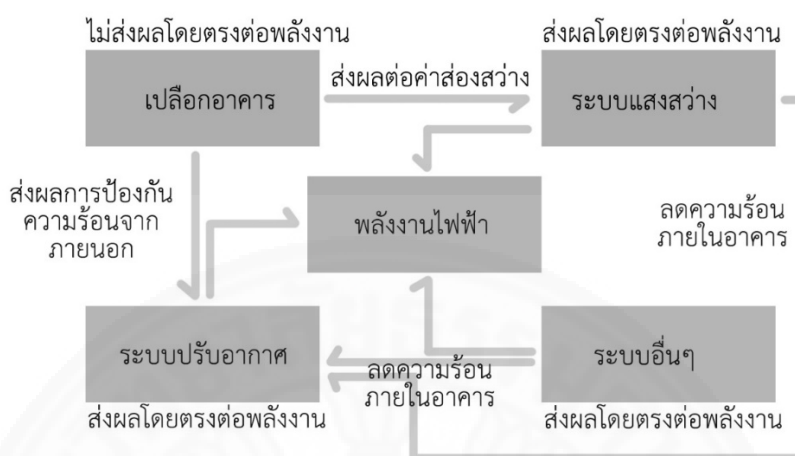 ไม่ส่งผลโดยตรงต่อพลังงาน
ส่งผลโดยตรงต่อพลังงาน
เปลือกอาคาร
ส่งผลต่อค่าส่องสว่าง
ระบบแสงสว่าง
ส่งผลการป้องกัน
ความร้อนจาก
ภายนอก
พลังงานไฟฟ้า
ลดความร้อน
ภายในอาคาร
ระบบปรับอากาศ
ลดความร้อน
ภายในอาคาร
ระบบอื่นๆ
ส่งผลโดยตรงต่อพลังงาน
ส่งผลโดยตรงต่อพลังงาน